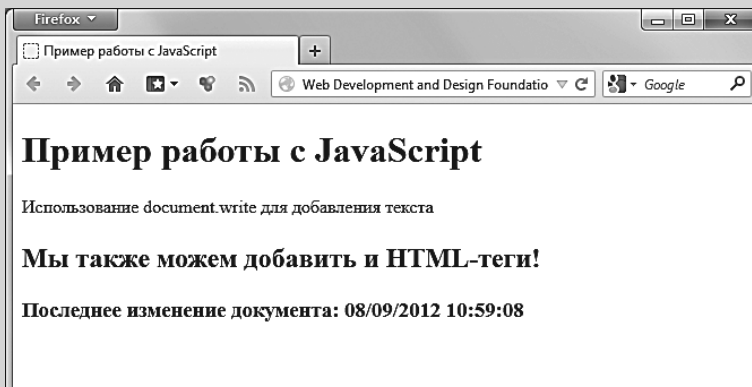 Firefox
Пример работы с JavaScript
Web Development and Design Foundatio
Google
Пример работы с JavaScript
Использование document.write для добавления текста
Мы также можем добавить и HTML-теги!
Последнее изменение документа: 08/09/2012 10:59:08